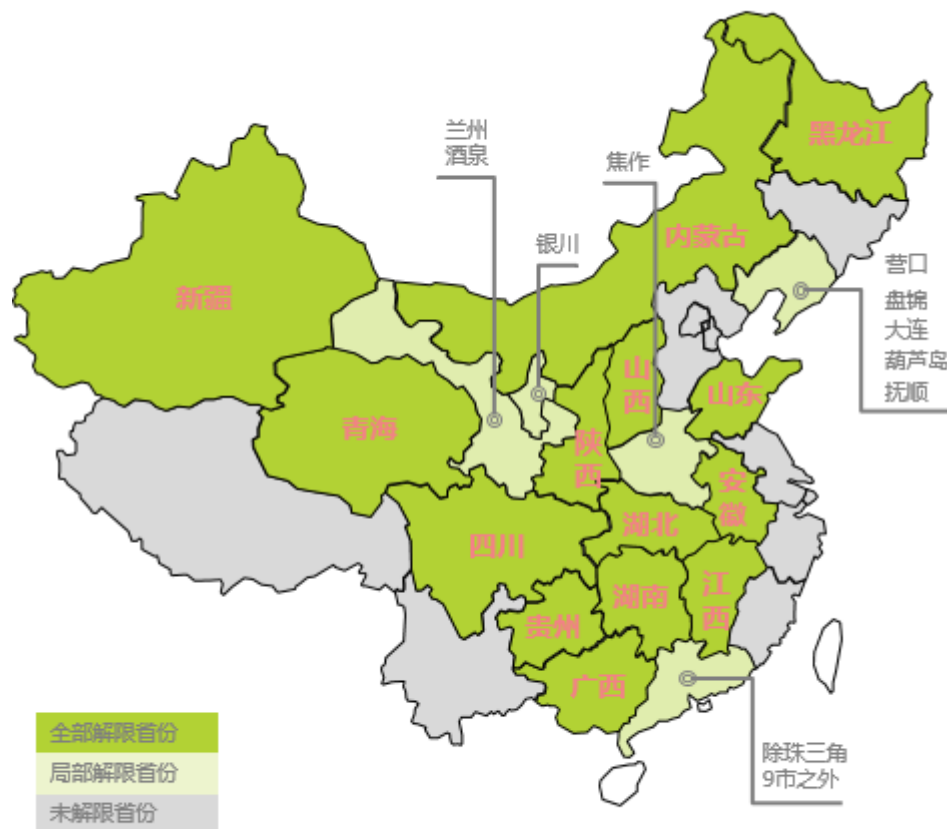 黑龙江
兰州
酒泉
焦作
内蒙古
银川
营口
盘锦
大连
葫芦岛
抚顺
新疆
山西
山东
青海
陕西
安徽
湖北
四川
江西
湖南
贵州
广西
除珠三角
9市之外
全部解限省份
局部解限省份
未解限省份